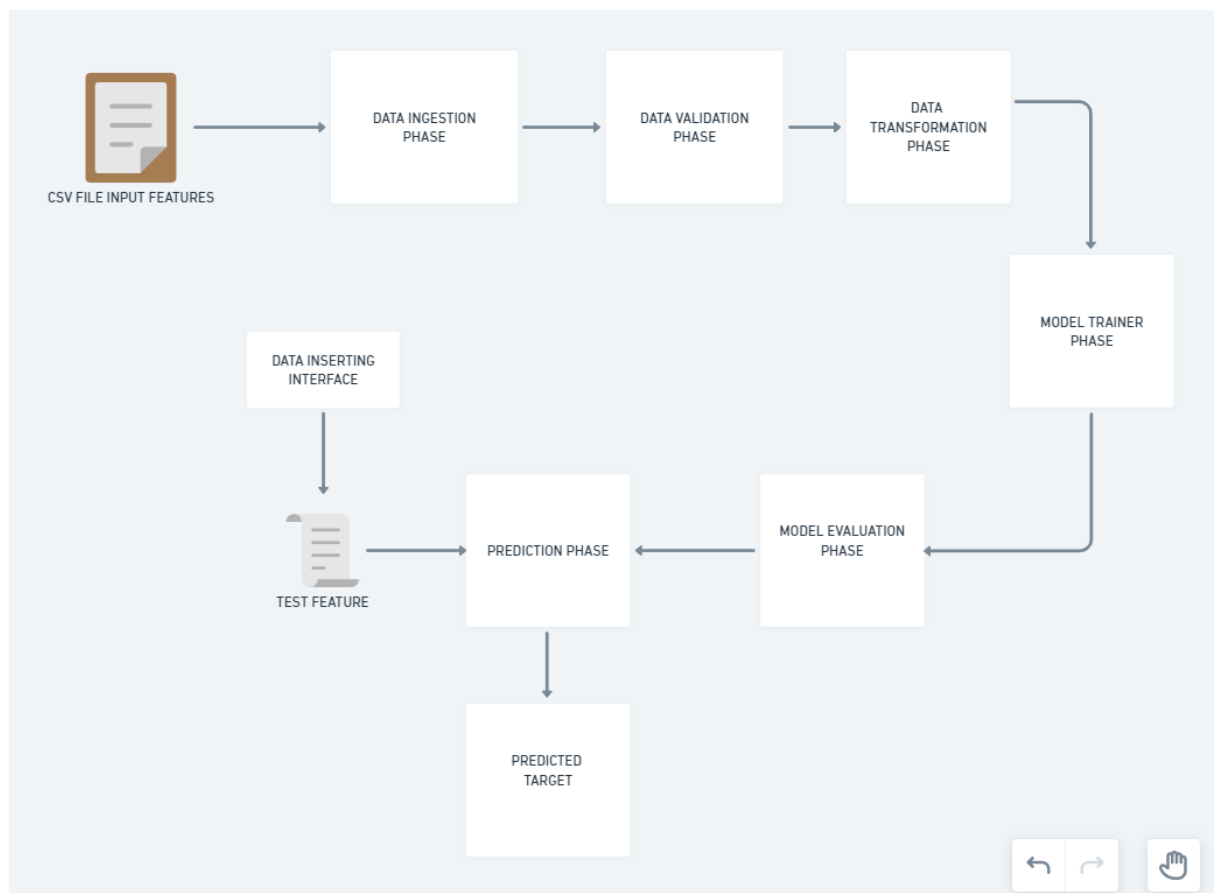 DATA INGESTION
PHASE
DATA VALIDATION
PHASE
DATA
TRANSFORMATION
PHASE
CSV FILE INPUT FEATURES
MODEL TRAINER
PHASE
DATA INSERTING
INTERFACE
TEST FEATURE
PREDICTION PHASE
MODEL EVALUATION
PHASE
PREDICTED
TARGET